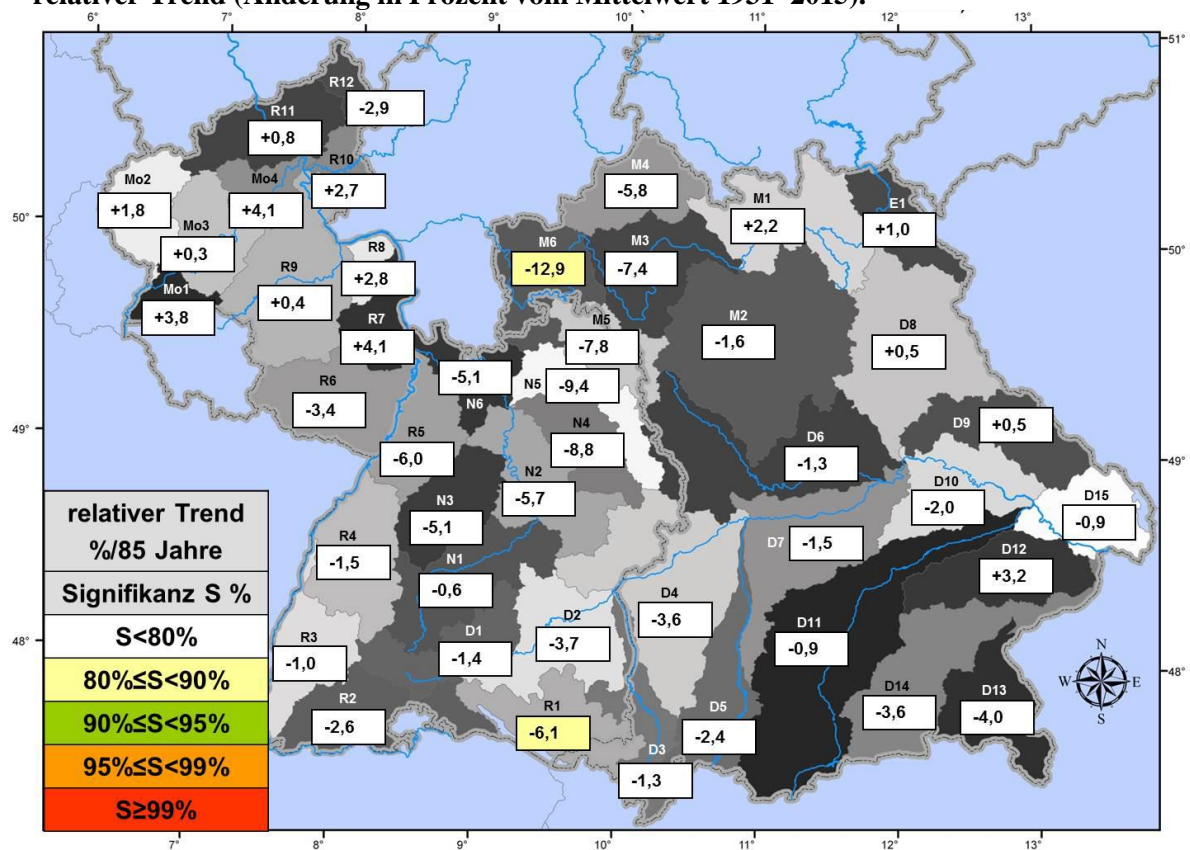 relativer Trend (Änderung in Prozent vom Mittelwert 1931–2015).
6° 7° 8° 9° 10° 11° 12° 13°
51°
R12
-2,9
R11
+0,8
R10
+2,7
Mo2
+1,8
Mo4
+4,1
Mo3
+0,3
Mo1
+3,8
R9
+0,4
R8
+2,8
R7
+4,1
R6
-3,4
M4
-5,8
M1
+2,2
E1
+1,0
M6
-12,9
M3
-7,4
M5
-7,8
M2
-1,6
D8
+0,5
-5,1
N6
N5
-9,4
N4
-8,8
R5
-6,0
N2
-5,7
D6
-1,3
D9
+0,5
D10
-2,0
D15
-0,9
N3
-5,1
R4
-1,5
D7
-1,5
N1
-0,6
D12
+3,2
D4
-3,6
D2
-3,7
D1
-1,4
D11
-0,9
R3
-1,0
R2
-2,6
R1
-6,1
D3
-1,3
D5
-2,4
D14
-3,6
D13
-4,0
50° 50°
49° 49°
48° 48°
N
W E
S
relativer Trend
%/85 Jahre
Signifikanz S %
S<80%
80%≤S<90%
90%≤S<95%
95%≤S<99%
S≥99%
7° 8° 9° 10° 11° 12° 13°